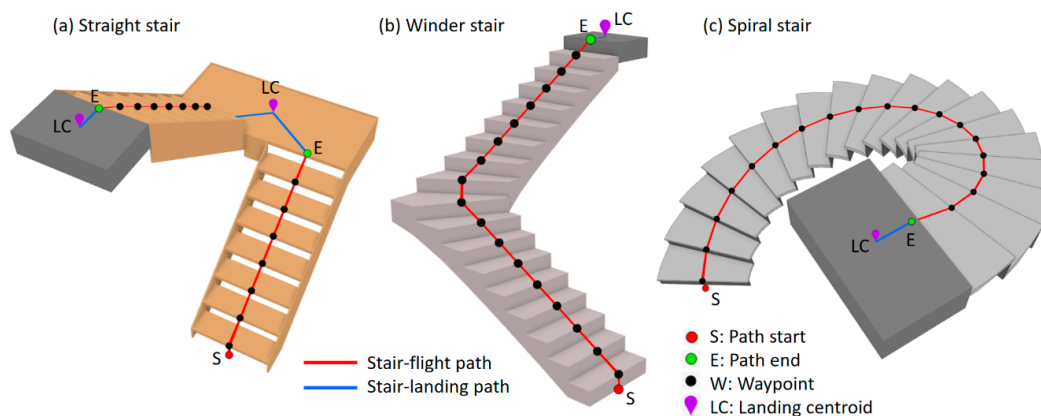 (a) Straight stair
(b) Winder stair
(c) Spiral stair
E
LC
LC
E
LC
E
S
S
LC
E
S
Stair-flight path
Stair-landing path
S: Path start
E: Path end
W: Waypoint
LC: Landing centroid